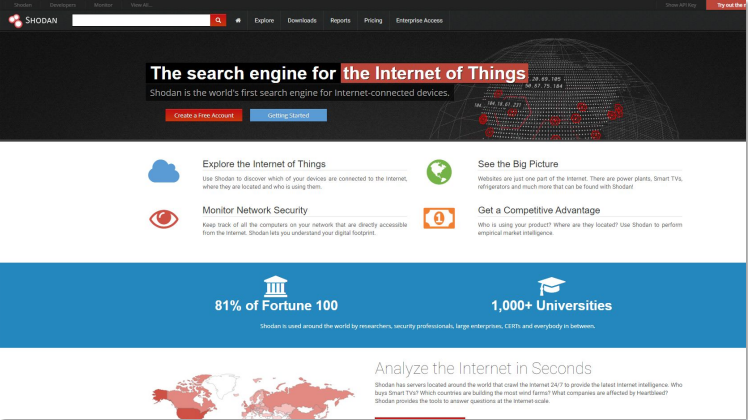 Shodan Developers Monitor View All...
Show API Key Try out the
SHODAN Explore Downloads Reports Pricing Enterprise Access
The search engine for the Internet of Things
Shodan is the world's first search engine for Internet-connected devices.
Create a Free Account Getting Started
Explore the Internet of Things
Use Shodan to discover which of your devices are connected to the Internet,
where they are located and who is using them.
See the Big Picture
Websites are just one part of the Internet. There are power plants, Smart TVs,
refrigerators and much more that can be found with Shodan!
Monitor Network Security
Keep track of all the computers on your network that are directly accessible
from the Internet. Shodan lets you understand your digital footprint.
Get a Competitive Advantage
Who is using your product? Where are they located? Use Shodan to perform
empirical market intelligence.
81% of Fortune 100
1,000+ Universities
Shodan is used around the world by researchers, security professionals, large enterprises, CERTs and everybody in between.
Analyze the Internet in Seconds
Shodan has servers located around the world that crawl the Internet 24/7 to provide the latest Internet intelligence. Who
buys Smart TVs? Which countries are building the most wind farms? What companies are affected by Heartbleed?
Shodan provides the tools to answer questions at the Internet-scale.